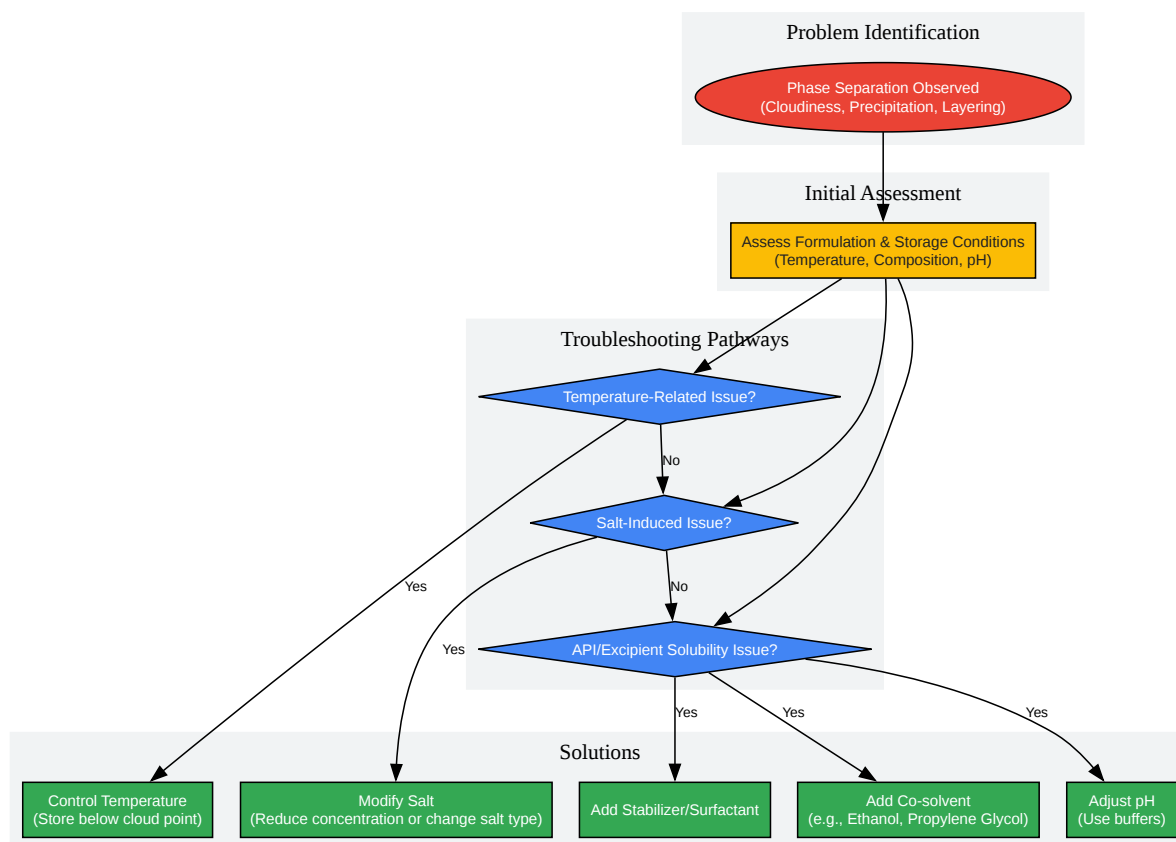 Problem Identification
Phase Separation Observed
(Cloudiness, Precipitation, Layering)
Initial Assessment
Assess Formulation & Storage Conditions
(Temperature, Composition, pH)
Troubleshooting Pathways
Temperature-Related Issue?
No
Salt-Induced Issue?
Yes
No
Yes
API/Excipient Solubility Issue?
Yes
Yes
Yes
Solutions
Control Temperature
(Store below cloud point)
Modify Salt
(Reduce concentration or change salt type)
Add Stabilizer/Surfactant
Add Co-solvent
(e.g., Ethanol, Propylene Glycol)
Adjust pH
(Use buffers)